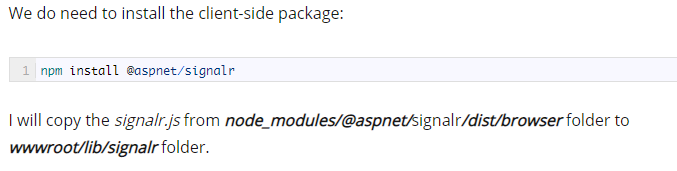 We do need to install the client-side package:
1 npm install @aspnet/signalr
I will copy the signalr.js from node_modules/@aspnet/signalr/dist/browser folder to
wwwroot/lib/signalr folder.